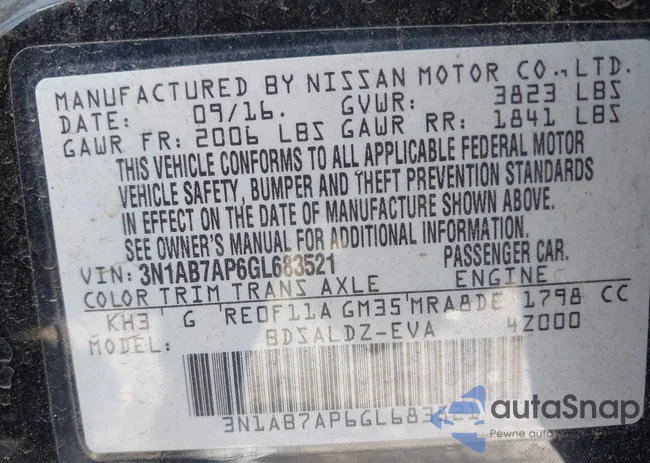 MANUFACTURED BY NISSAN MOTOR CO., LTD.
DATE: 09/16. GVWR: 3823 LBS
GAWR FR: 2006 LBS GAWR RR: 1841 LBS
THIS VEHICLE CONFORMS TO ALL APPLICABLE FEDERAL MOTOR
VEHICLE SAFETY, BUMPER AND THEFT PREVENTION STANDARDS
IN EFFECT ON THE DATE OF MANUFACTURE SHOWN ABOVE.
SEE OWNER'S MANUAL FOR ADDITIONAL INFORMATION.
VIN: 3N1AB7AP6GL683521 PASSENGER CAR.
COLOR TRIM TRANS AXLE ENGINE
KH3 G RE0F11A GM35 MRA8DE 1798 CC
MODEL: BDSALDZ-EVA 4Z000
3N1AB7AP6GL683521
autaSnap